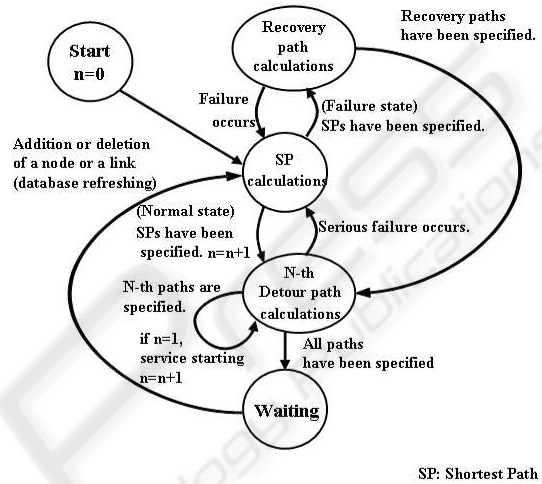 Start
n=0
Recovery
path
calculations
Recovery paths
have been specified.
Failure
occurs
(Failure state)
SPs have been specified.
Addition or deletion
of a node or a link
(database refreshing)
SP
calculations
(Normal state)
SPs have been
specified. n=n+1
Serious failure occurs.
N-th
Detour path
calculations
N-th paths are
specified.
if n=1,
service starting
n=n+1
All paths
have been specified
Waiting
SP: Shortest Path